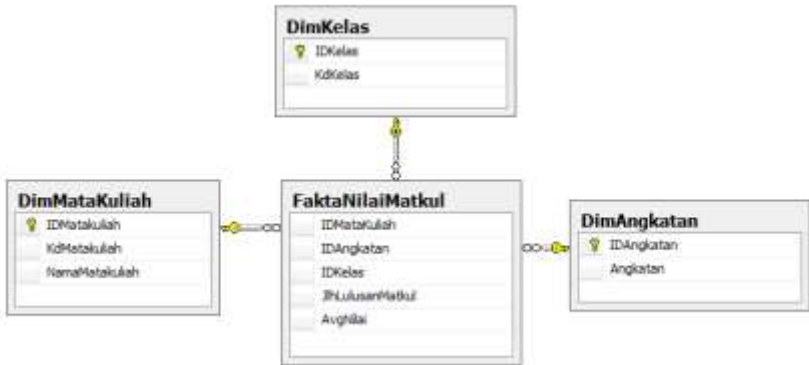 DimKelas
IDKelas
KdKelas
DimMataKuliah
IDMatakuliah
KdMatakuliah
NamaMatakuliah
FaktaNilaiMatkul
IDMataKuliah
IDAngkatan
IDKelas
JlhLulusanMatkul
AvgNilai
DimAngkatan
IDAngkatan
Angkatan